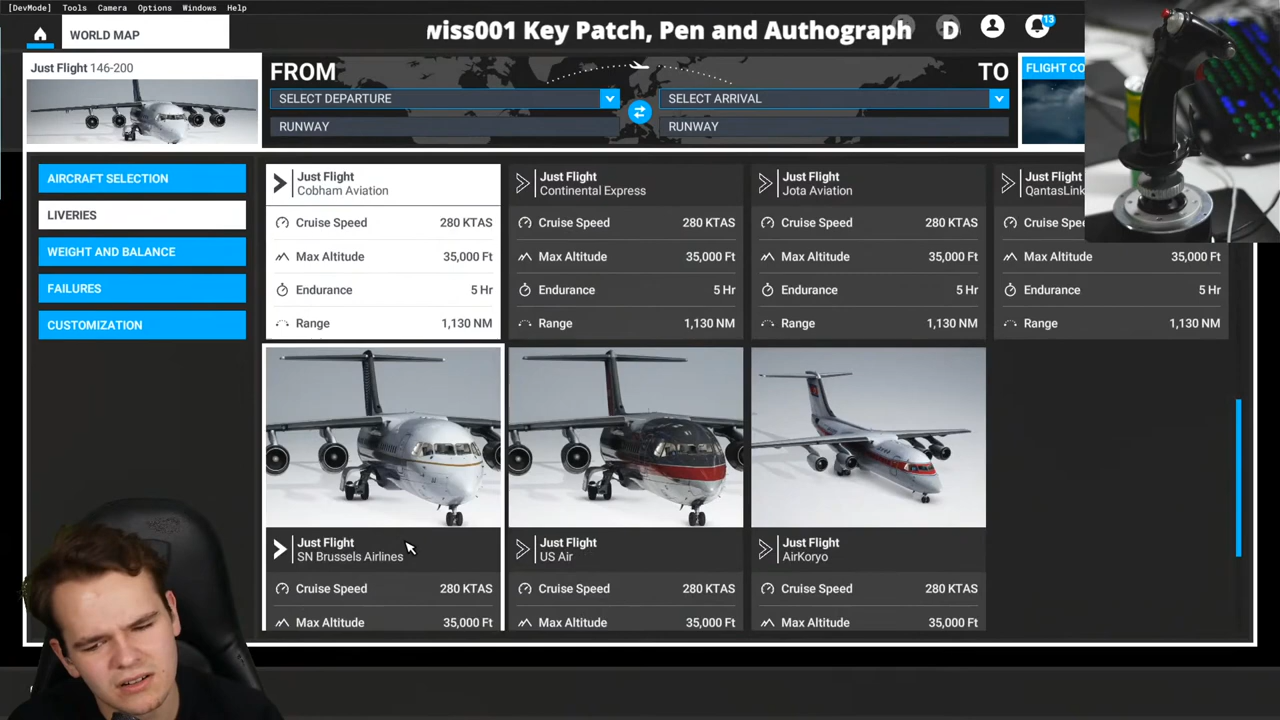 [DevMode] Tools Camera Options Windows Help
WORLD MAP
wiss001 Key Patch, Pen and Authograph
D
13
Just Flight 146-200
FROM
TO
FLIGHT CO
SELECT DEPARTURE
SELECT ARRIVAL
RUNWAY
RUNWAY
AIRCRAFT SELECTION
LIVERIES
WEIGHT AND BALANCE
FAILURES
CUSTOMIZATION
Just Flight
Cobham Aviation
Cruise Speed 280 KTAS
Max Altitude 35,000 Ft
Endurance 5 Hr
Range 1,130 NM
Just Flight
Continental Express
Cruise Speed 280 KTAS
Max Altitude 35,000 Ft
Endurance 5 Hr
Range 1,130 NM
Just Flight
Jota Aviation
Cruise Speed 280 KTAS
Max Altitude 35,000 Ft
Endurance 5 Hr
Range 1,130 NM
Just Flight
QantasLink
Cruise Speed
Max Altitude 35,000 Ft
Endurance 5 Hr
Range 1,130 NM
Just Flight
SN Brussels Airlines
Cruise Speed 280 KTAS
Max Altitude 35,000 Ft
Just Flight
US Air
Cruise Speed 280 KTAS
Max Altitude 35,000 Ft
Just Flight
AirKoryo
Cruise Speed 280 KTAS
Max Altitude 35,000 Ft